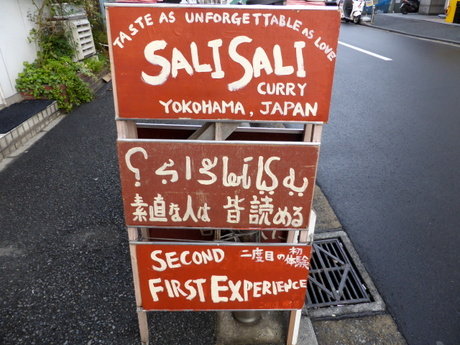 TASTE AS UNFORGETTABLE AS LOVE
SALI SALI
CURRY
YOKOHAMA, JAPAN
素直な人は 皆読める
SECOND 二度目の初体験
FIRST EXPERIENCE